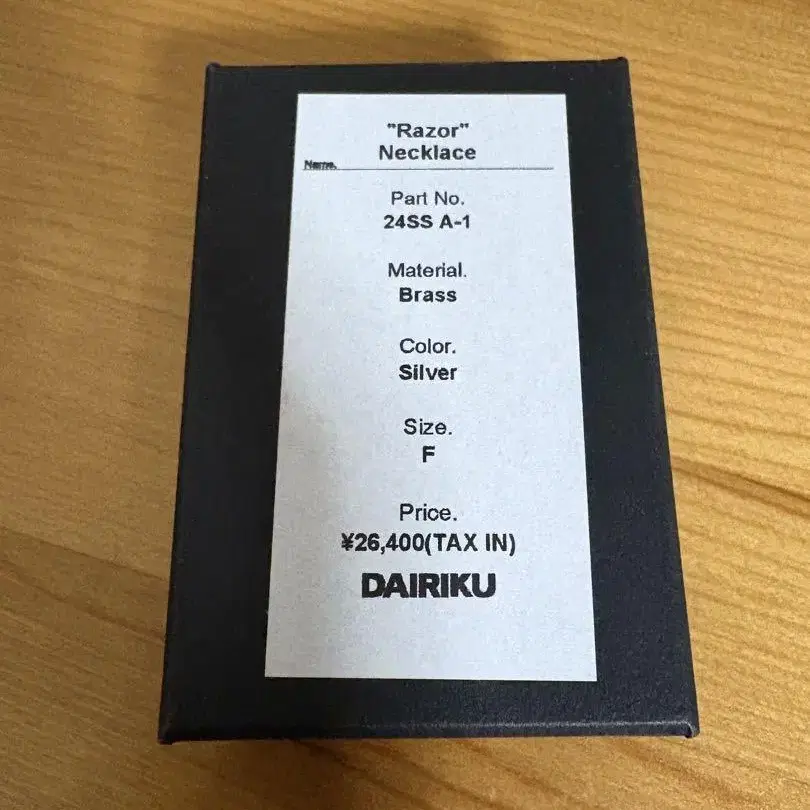 "Razor"
Necklace
Name.
Part No.
24SS A-1
Material.
Brass
Color.
Silver
Size.
F
Price.
¥26,400(TAX IN)
DAIRIKU